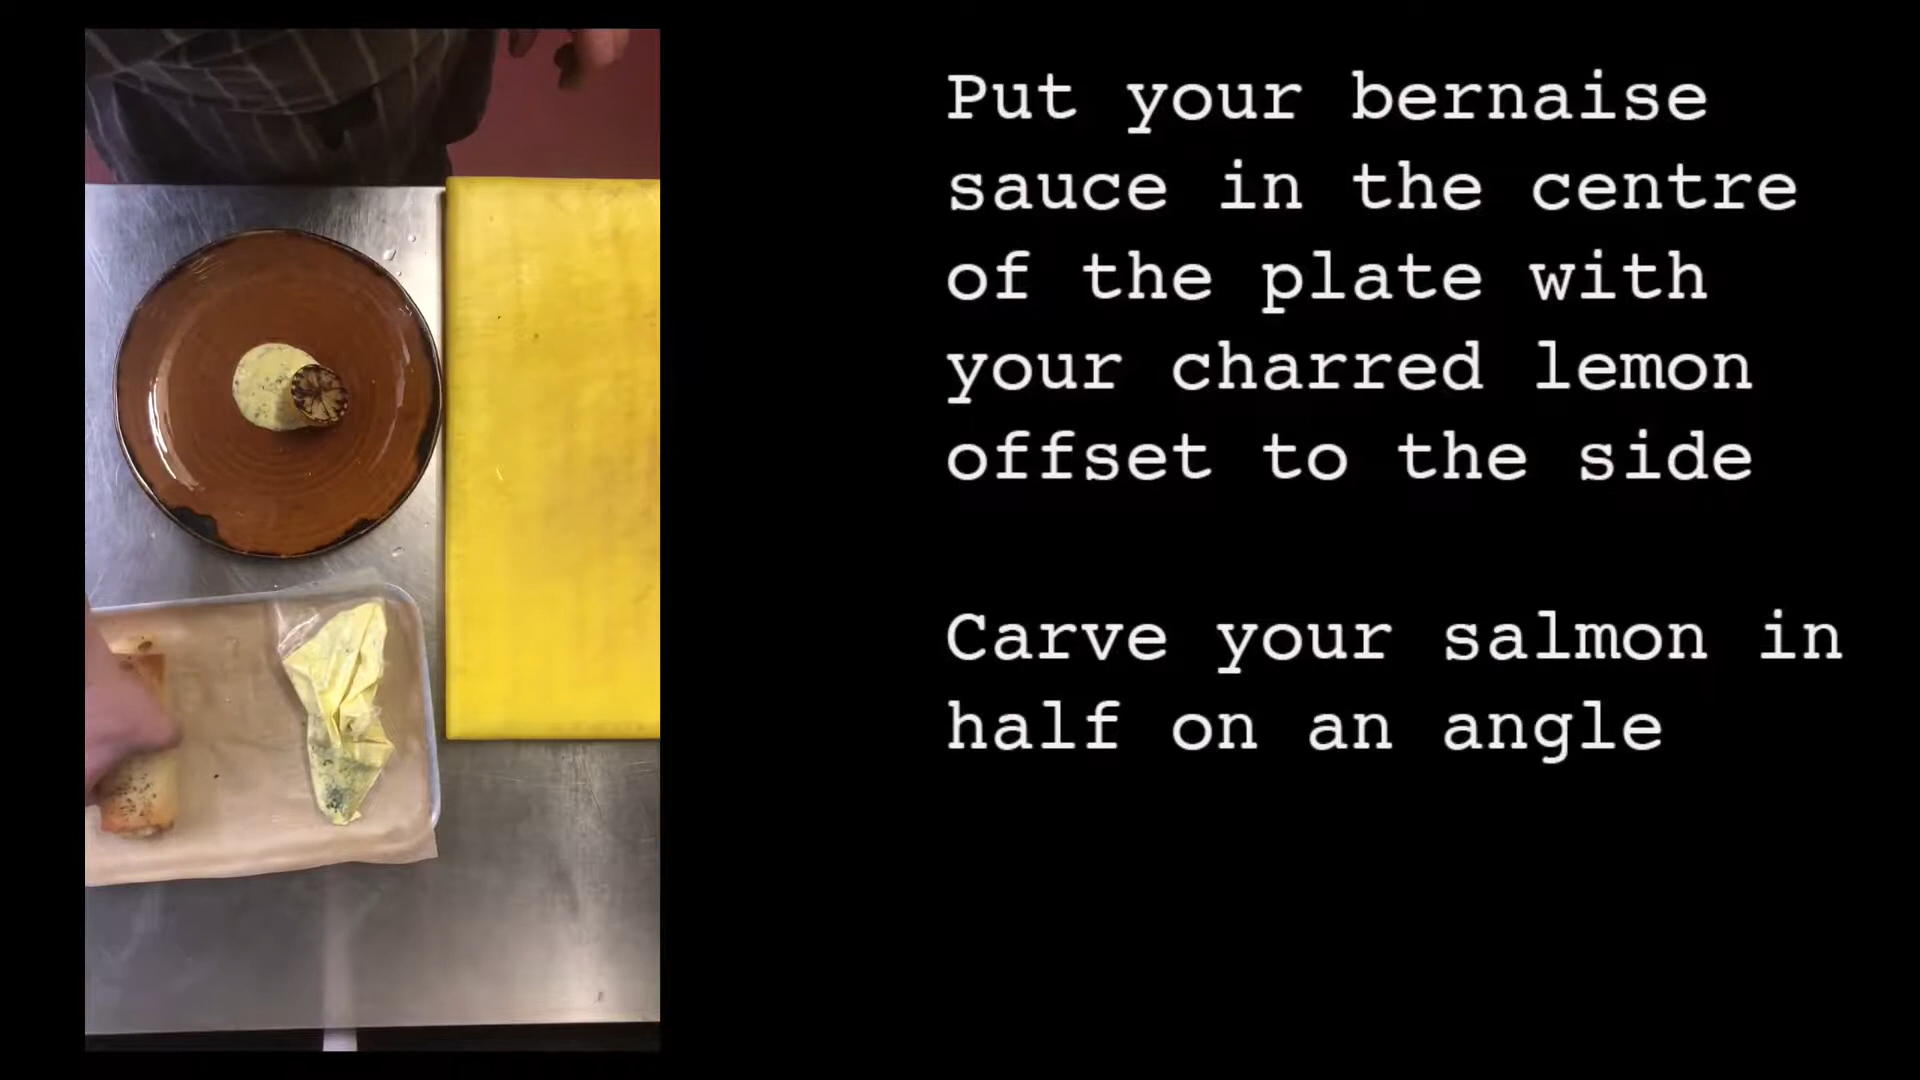 Put your bernaise
sauce in the centre
of the plate with
your charred lemon
offset to the side
Carve your salmon in
half on an angle